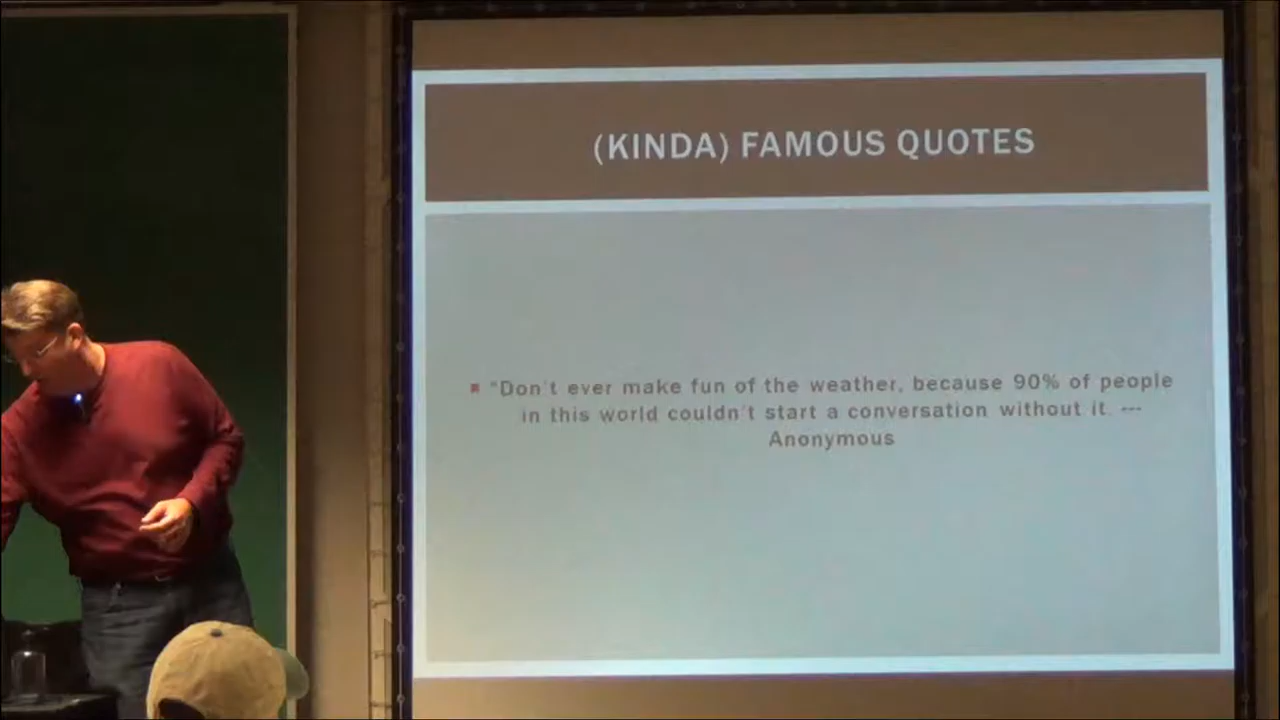 (KINDA) FAMOUS QUOTES
"Don't ever make fun of the weather, because 90% of people
in this world couldn't start a conversation without it. ---
Anonymous